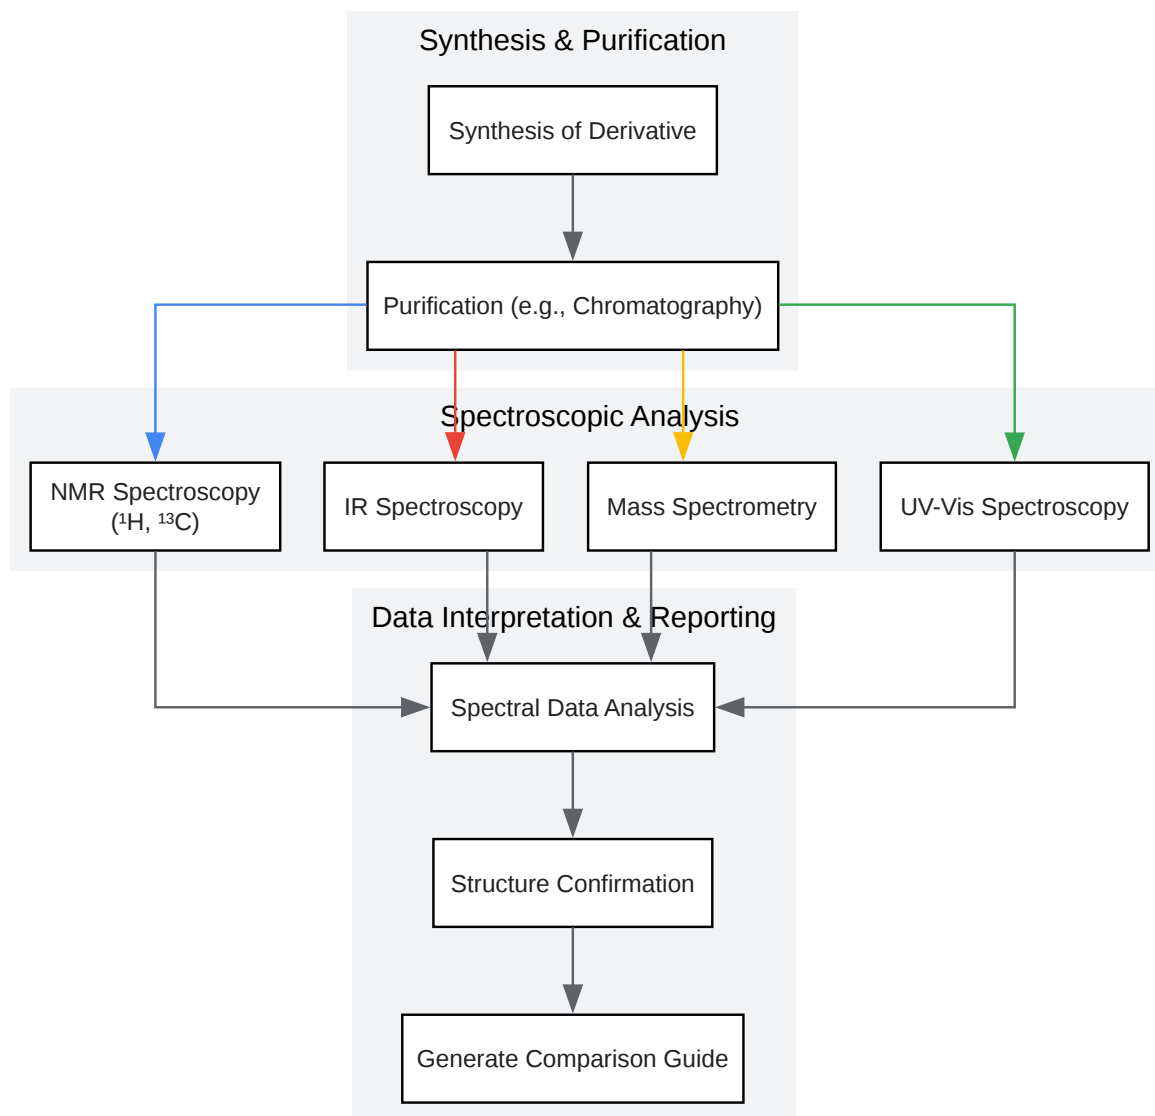 Synthesis & Purification
Synthesis of Derivative
Purification (e.g., Chromatography)
Spectroscopic Analysis
NMR Spectroscopy
(¹H, ¹³C)
IR Spectroscopy
Mass Spectrometry
UV-Vis Spectroscopy
Data Interpretation & Reporting
Spectral Data Analysis
Structure Confirmation
Generate Comparison Guide